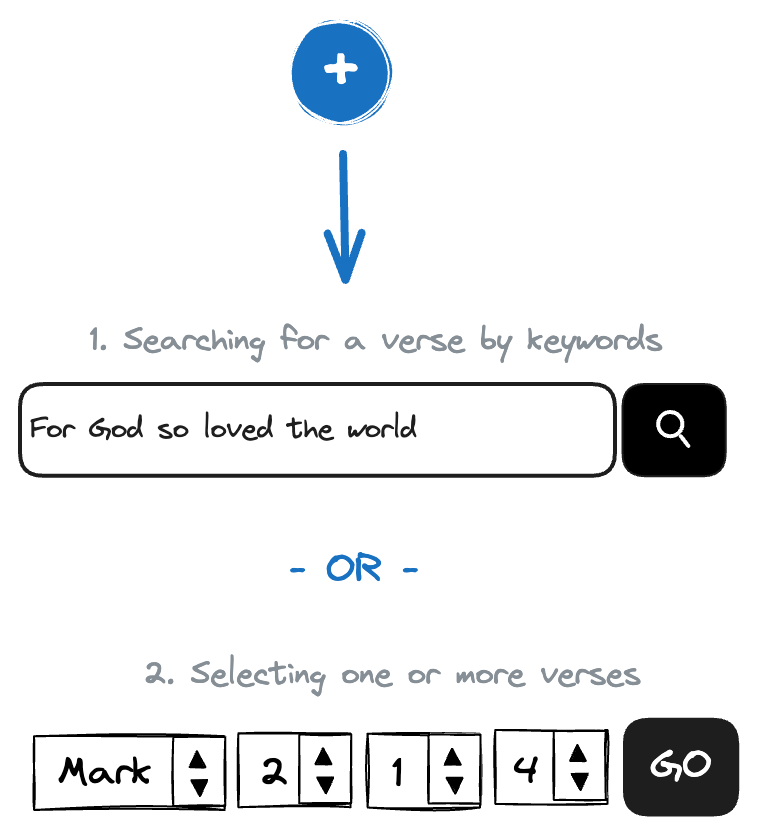 +
1. Searching for a verse by keywords
For God so loved the world
- OR -
2. Selecting one or more verses
Mark 2 1 4 GO